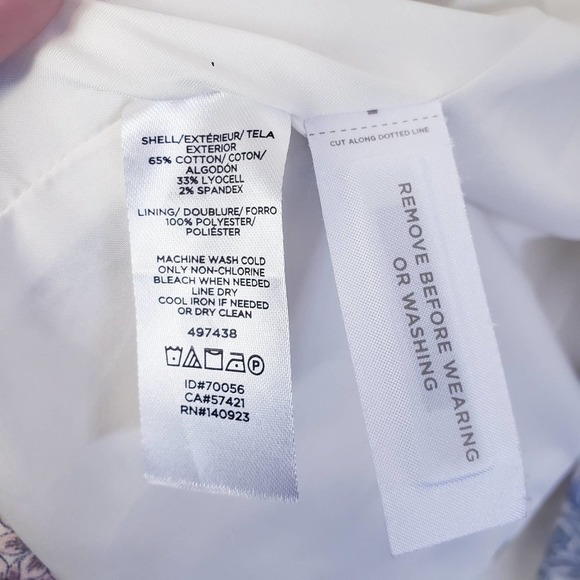 SHELL/EXTÉRIEUR/ TELA
EXTERIOR
65% COTTON/ COTON/
ALGODÓN
33% LYOCELL
2% SPANDEX
LINING/ DOUBLURE/ FORRO
100% POLYESTER/
POLIÉSTER
MACHINE WASH COLD
ONLY NON-CHLORINE
BLEACH WHEN NEEDED
LINE DRY
COOL IRON IF NEEDED
OR DRY CLEAN
497438
P
ID#70056
CA#57421
RN#140923
CUT ALONG DOTTED LINE
REMOVE BEFORE WEARING
OR WASHING